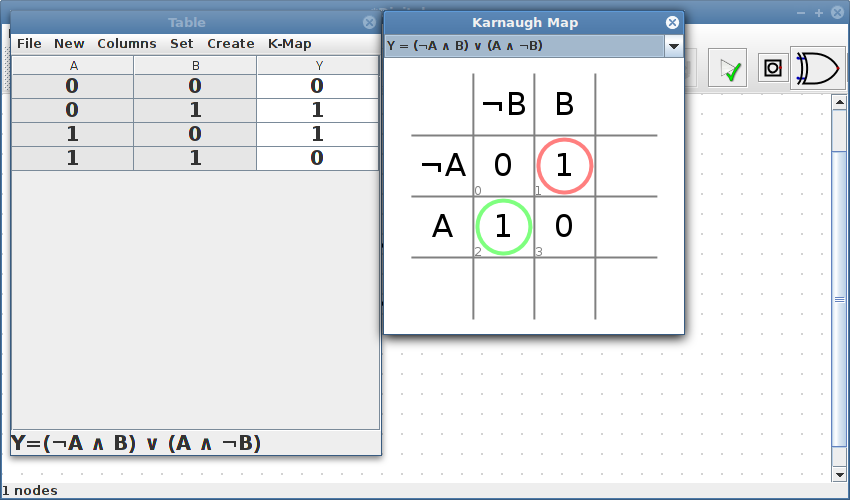 Table
File New Columns Set Create K-Map
A B Y
0 0 0
0 1 1
1 0 1
1 1 0
Y=(¬A ∧ B) ∨ (A ∧ ¬B)
Karnaugh Map
Y = (¬A ∧ B) ∨ (A ∧ ¬B)
¬B B
¬A 0 1
0 1
A 1 0
2 3
1 nodes